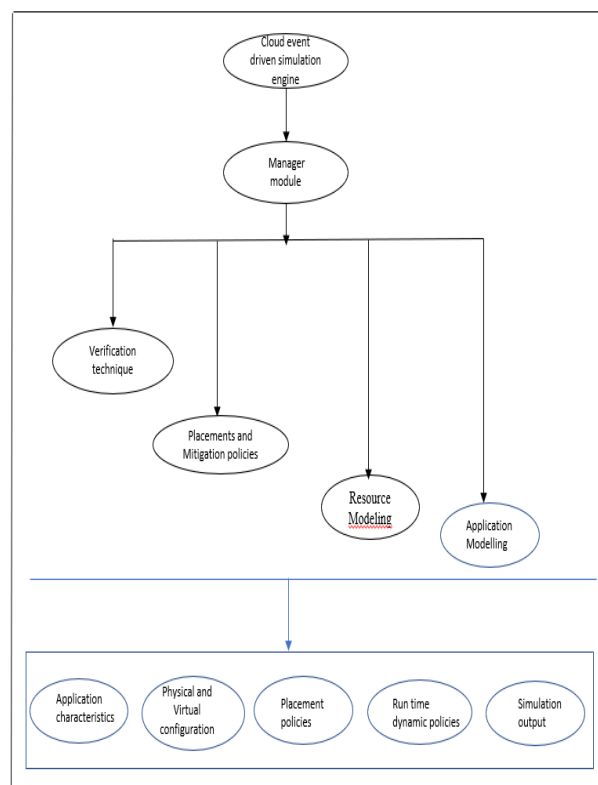 Cloud event
driven simulation
engine
Manager
module
Verification
technique
Placements and
Mitigation policies
Resource
Modeling
Application
Modelling
Application
characteristics
Physical and
Virtual
configuration
Placement
policies
Run time
dynamic policies
Simulation
output